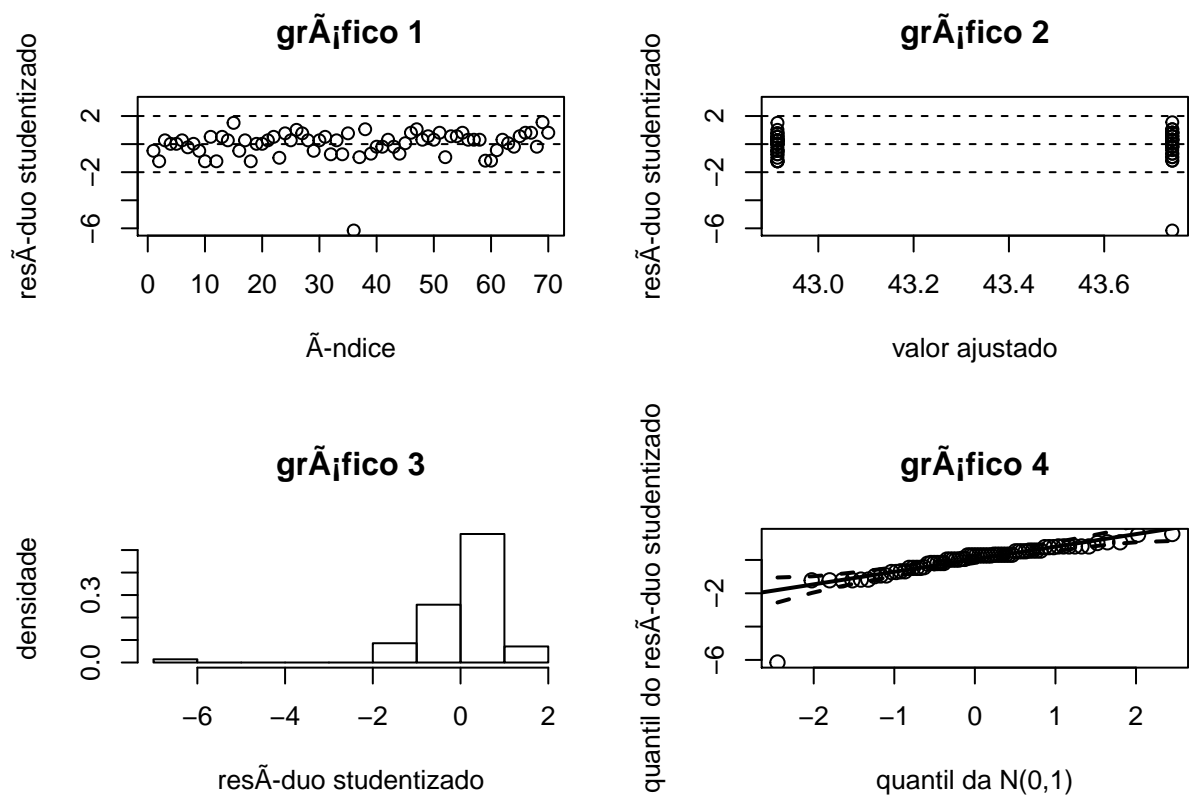 grÃ¡fico 1
resÃ-duo studentizado
2
−2
−6
0 10 20 30 40 50 60 70
Ã-ndice
grÃ¡fico 2
resÃ-duo studentizado
2
−2
−6
43.0 43.2 43.4 43.6
valor ajustado
grÃ¡fico 3
densidade
0.3
0.0
−6 −4 −2 0 2
resÃ-duo studentizado
grÃ¡fico 4
quantil do resÃ-duo studentizado
−2
−6
−2 −1 0 1 2
quantil da N(0,1)